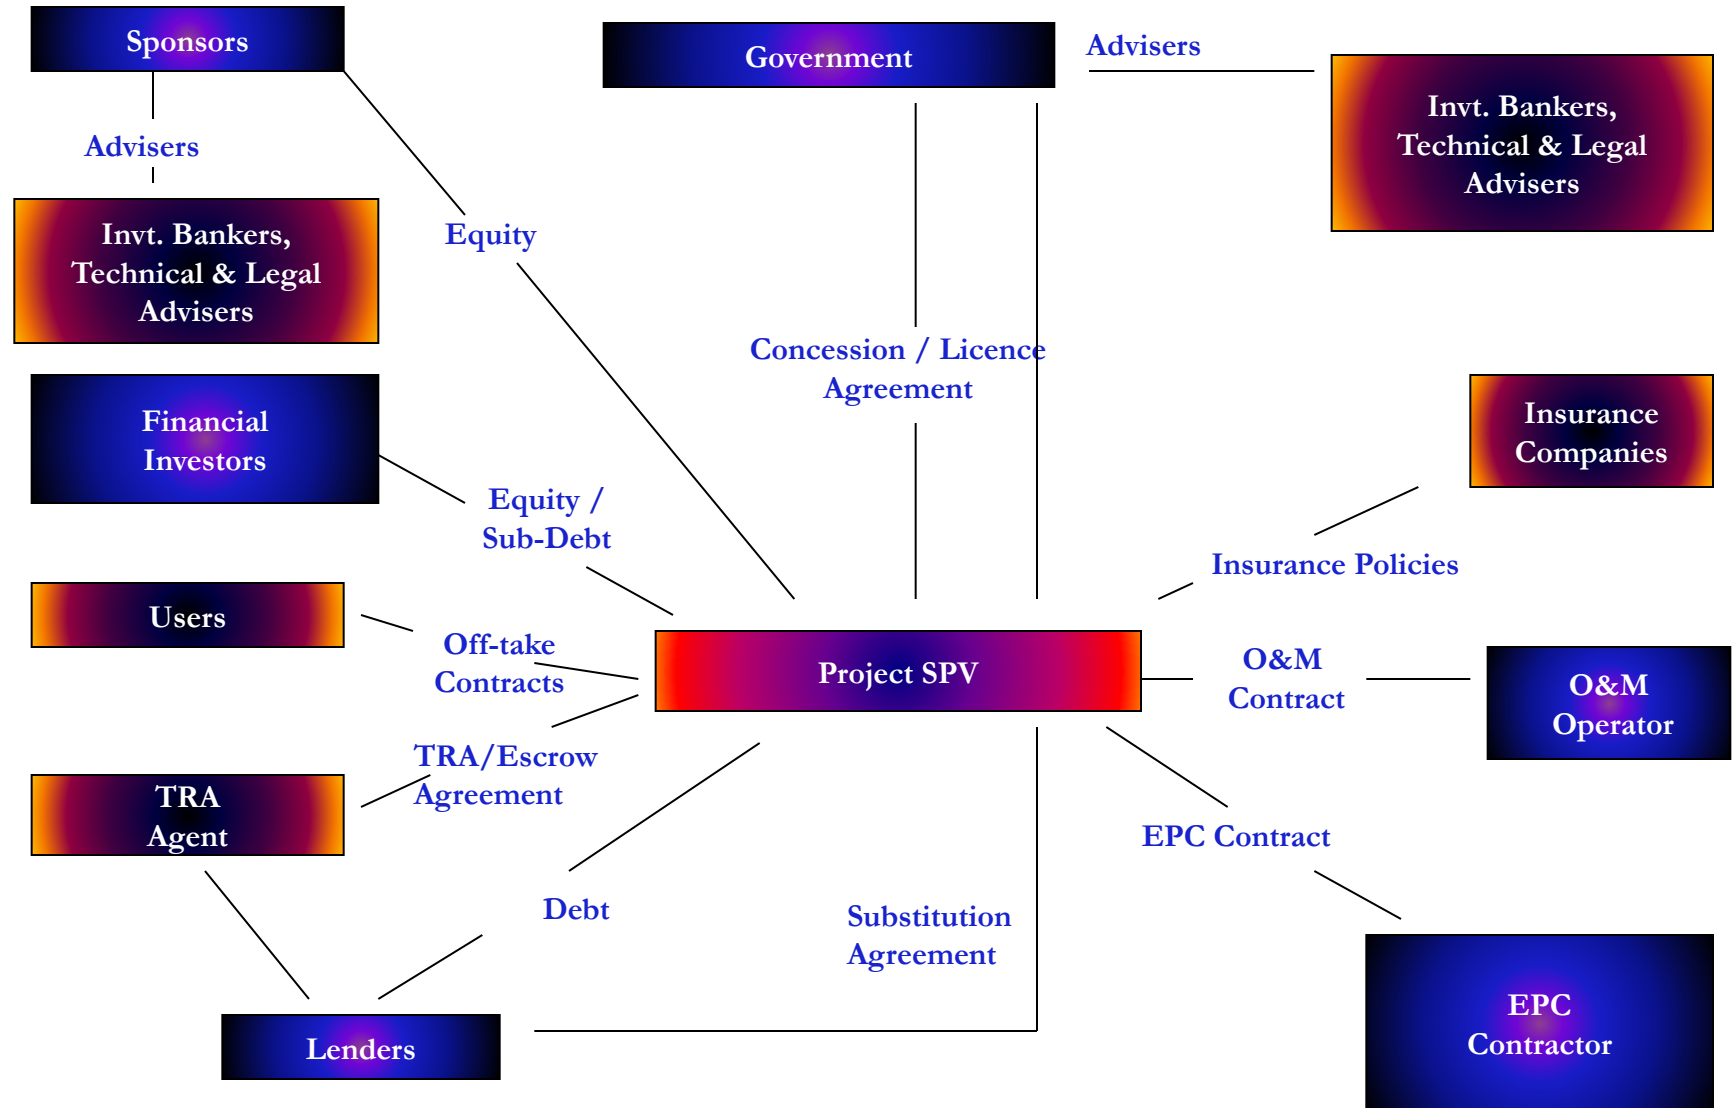 Sponsors
Government
Advisers
Invt. Bankers,
Technical & Legal
Advisers
Advisers
Invt. Bankers,
Technical & Legal
Advisers
Equity
Concession / Licence
Agreement
Financial
Investors
Insurance
Companies
Equity /
Sub-Debt
Insurance Policies
Users
Off-take
Contracts
Project SPV
O&M
Contract
O&M
Operator
TRA/Escrow
Agreement
TRA
Agent
EPC Contract
Debt
Substitution
Agreement
EPC
Contractor
Lenders